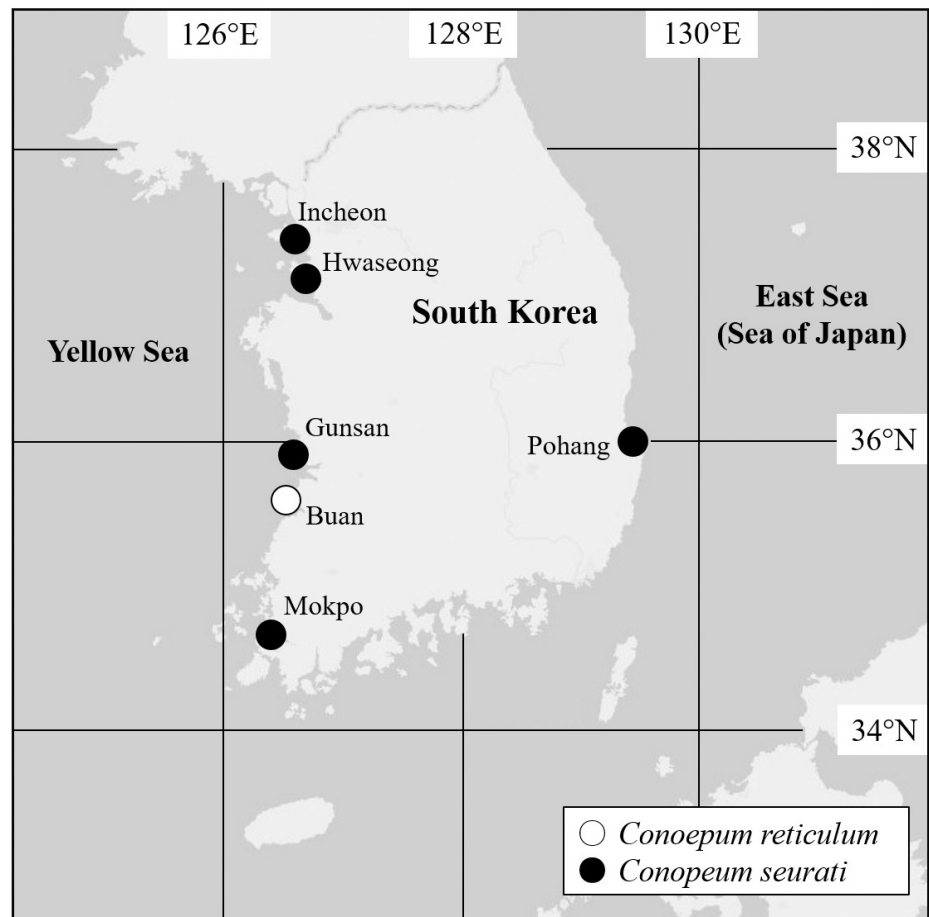 126°E
128°E
130°E
38°N
Incheon
Hwaseong
South Korea
East Sea
(Sea of Japan)
Yellow Sea
Gunsan
Pohang
36°N
Buan
Mokpo
34°N
Conoepum reticulum
Conopeum seurati